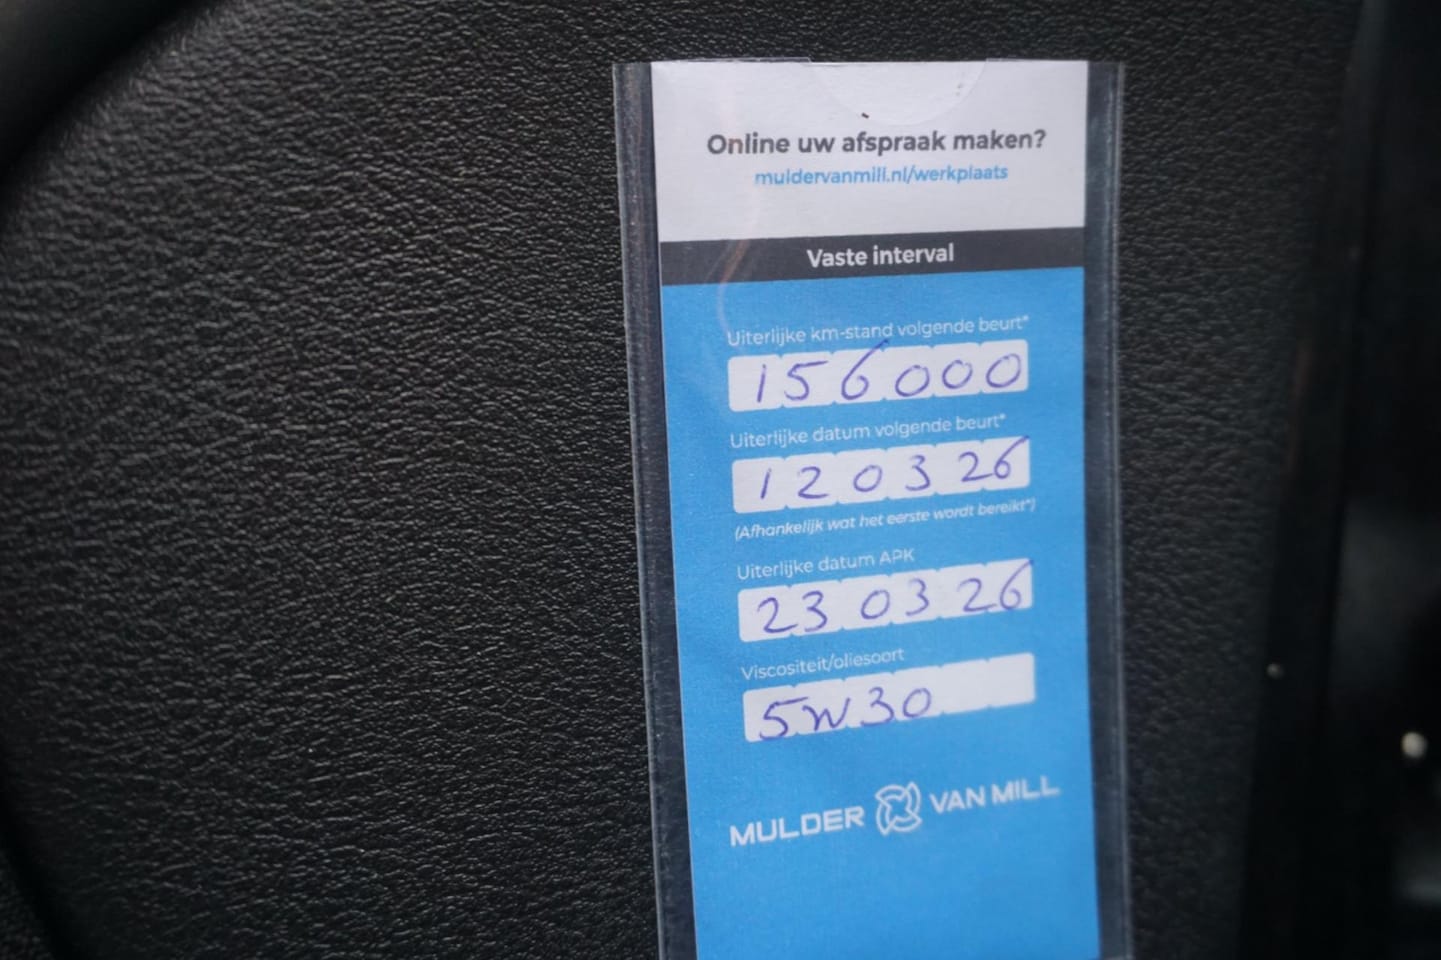 Online uw afspraak maken?
muldervanmill.nl/werkplaats
Vaste interval
Uiterlijke km-stand volgende beurt*
156000
Uiterlijke datum volgende beurt*
120326
(Afhankelijk wat het eerste wordt bereikt*)
Uiterlijke datum APK
230326
Viscositeit/oliesoort
5W30
MULDER VAN MILL